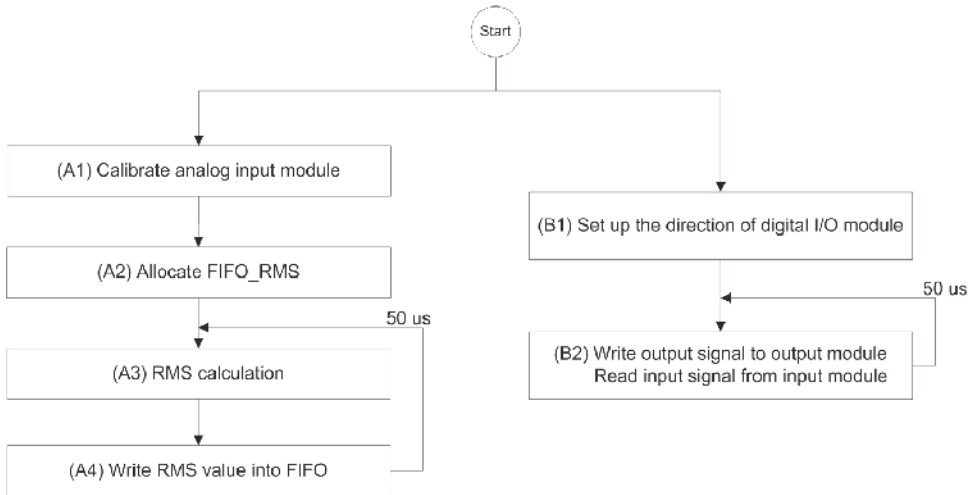 Start
(A1) Calibrate analog input module
(A2) Allocate FIFO_RMS
50 us
(A3) RMS calculation
(A4) Write RMS value into FIFO
(B1) Set up the direction of digital I/O module
50 us
(B2) Write output signal to output module
Read input signal from input module